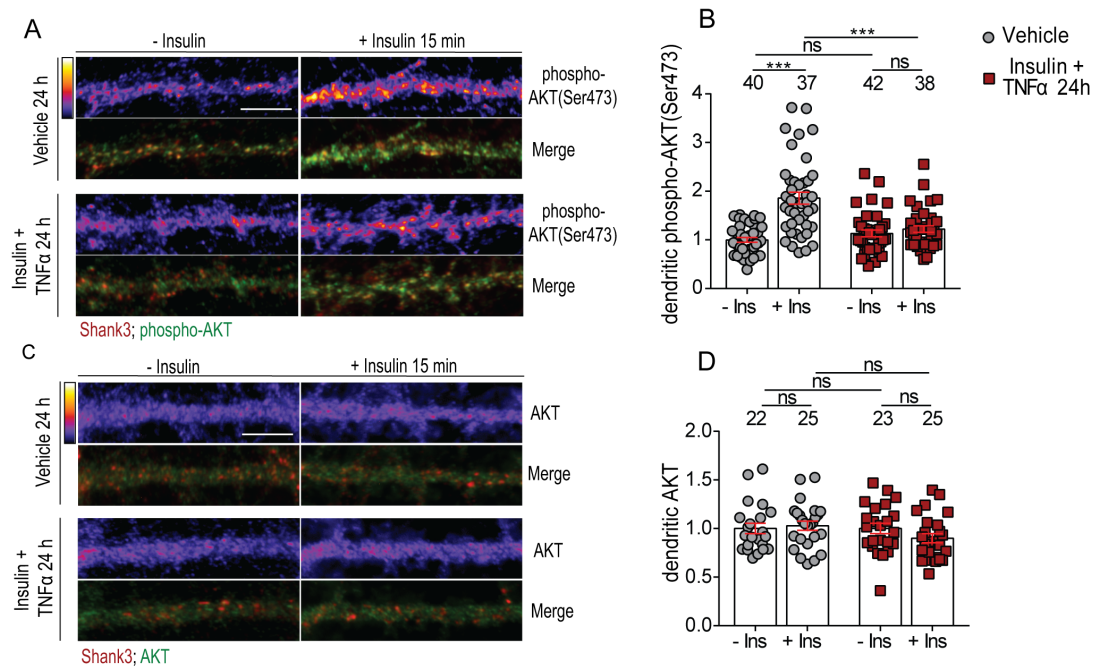 A
- Insulin
+ Insulin 15 min
Vehicle 24 h
phospho-
AKT(Ser473)
Merge
Insulin +
TNFα 24 h
phospho-
AKT(Ser473)
Merge
Shank3; phospho-AKT
B
***
ns
***
ns
40
37
42
38
dendritic phospho-AKT(Ser473)
4
3
2
1
0
- Ins
+ Ins
- Ins
+ Ins
Vehicle
Insulin +
TNFα 24h
C
- Insulin
+ Insulin 15 min
Vehicle 24 h
AKT
Merge
Insulin +
TNFα 24 h
AKT
Merge
Shank3; AKT
D
ns
ns
ns
ns
22
25
23
25
dendritic AKT
2.0
1.5
1.0
0.5
0.0
- Ins
+ Ins
- Ins
+ Ins